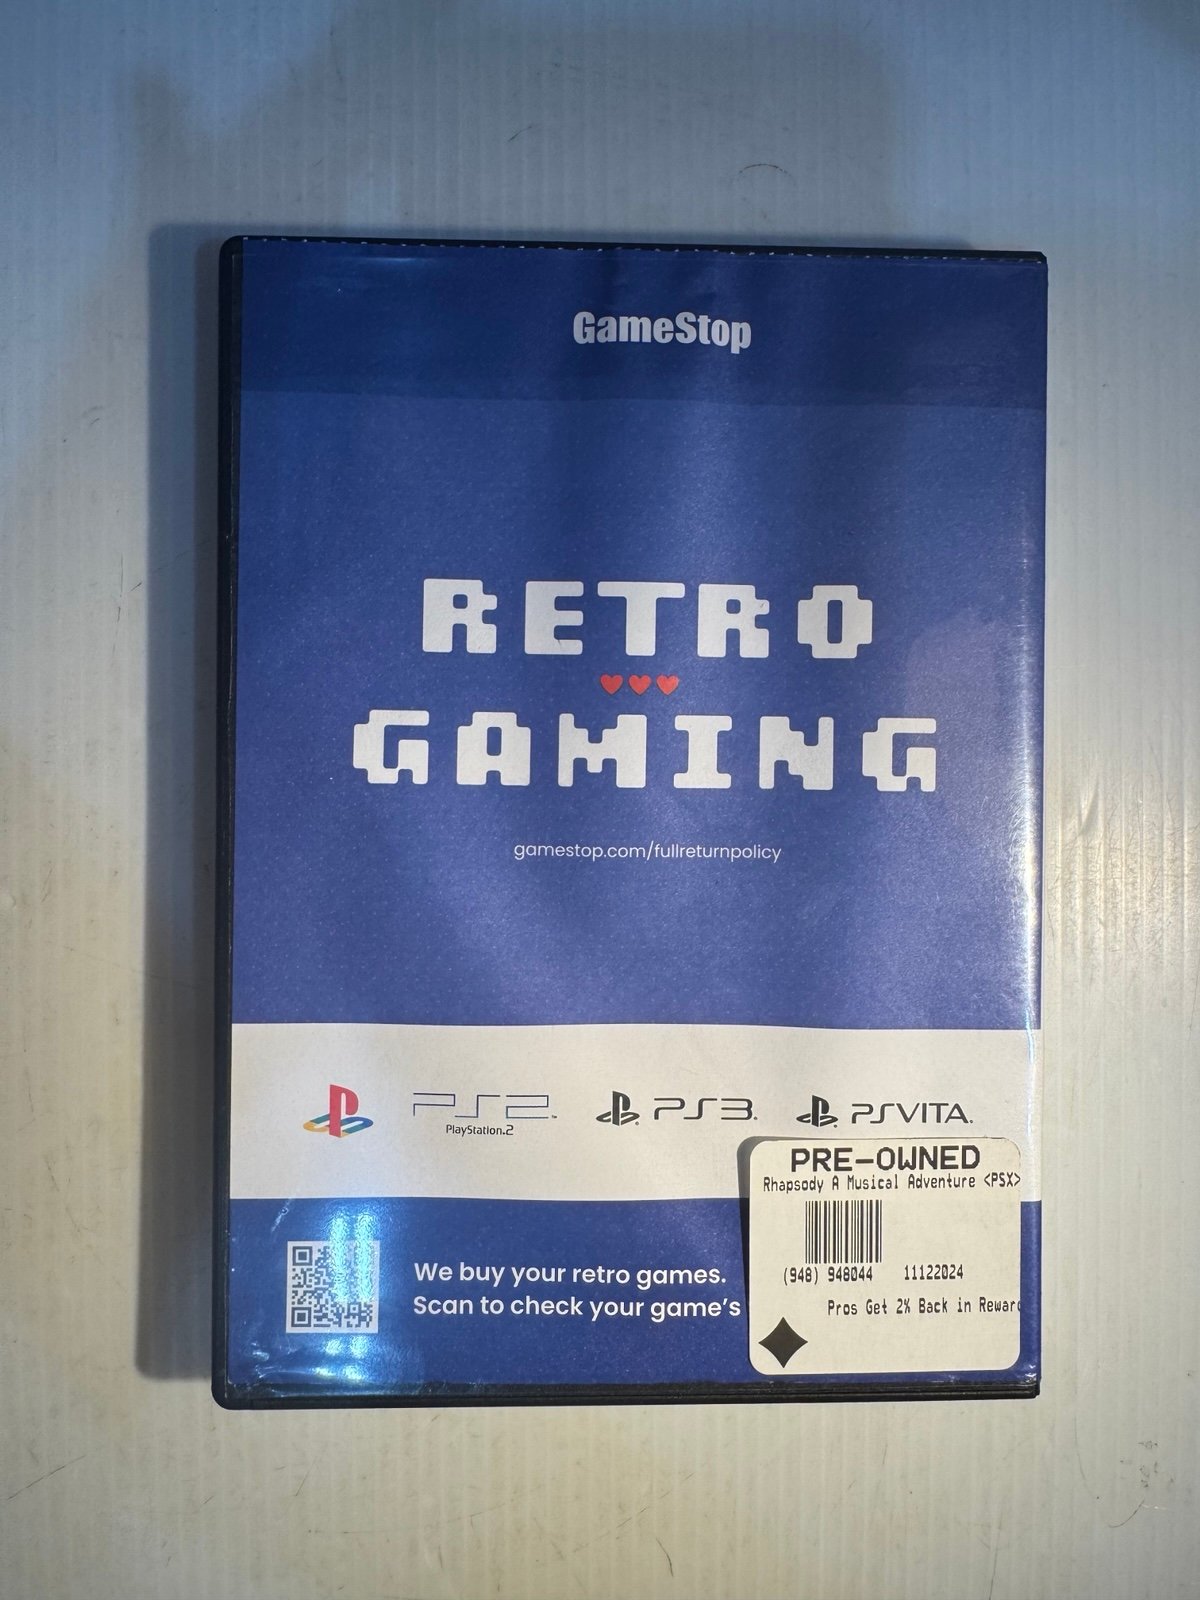 GameStop
RETRO
GAMING
gamestop.com/fullreturnpolicy
PS2
PlayStation.2
PS3
PSVITA
PRE-OWNED
Rhapsody A Musical Adventure <PSX>
(948) 948044 11122024
Pros Get 2% Back in
We buy your retro games.
Scan to check your game's